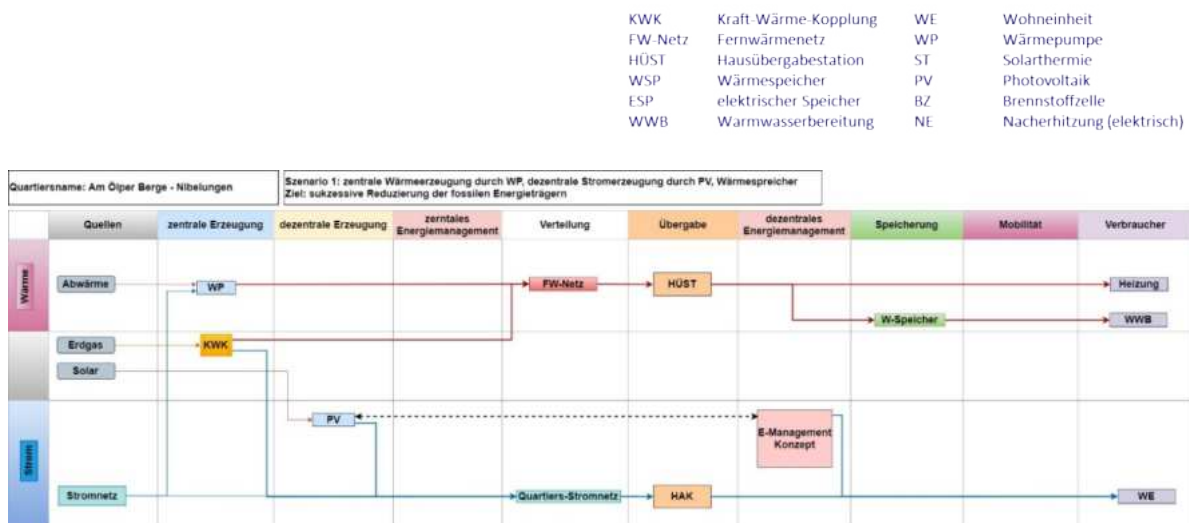 KWK Kraft-Wärme-Kopplung WE Wohneinheit
FW-Netz Fernwärmenetz WP Wärmepumpe
HÜST Hausübergabestation ST Solarthermie
WSP Wärmespeicher PV Photovoltaik
ESP elektrischer Speicher BZ Brennstoffzelle
WWB Warmwasserbereitung NE Nacherhitzung (elektrisch)
Quartiersname: Am Ölper Berge - Nibelungen
Szenario 1: zentrale Wärmeerzeugung durch WP, dezentrale Stromerzeugung durch PV, Wärmespreicher
Ziel: sukzessive Reduzierung der fossilen Energieträgern
Quellen
zentrale Erzeugung
dezentrale Erzeugung
zerntales
Energiemanagement
Verteilung
Übergabe
dezentrales
Energiemanagement
Speicherung
Mobilität
Verbraucher
Wärme
Abwärme
WP
FW-Netz
HÜST
Heizung
W-Speicher
WWB
Erdgas
KWK
Solar
Strom
PV
E-Management
Konzept
Stromnetz
Quartiers-Stromnetz
HAK
WE